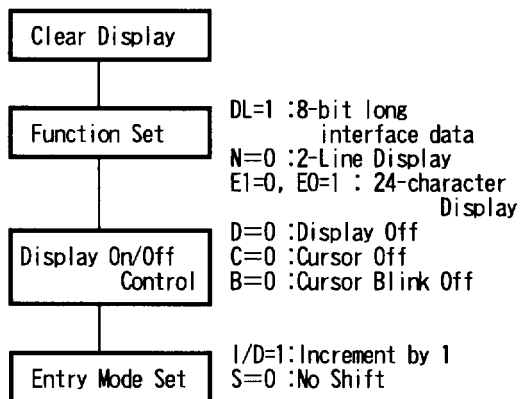 Clear Display
Function Set
DL=1 :8-bit long
interface data
N=0 :2-Line Display
E1=0, E0=1 : 24-character
Display
Display On/Off
Control
D=0 :Display Off
C=0 :Cursor Off
B=0 :Cursor Blink Off
Entry Mode Set
I/D=1:Increment by 1
S=0 :No Shift